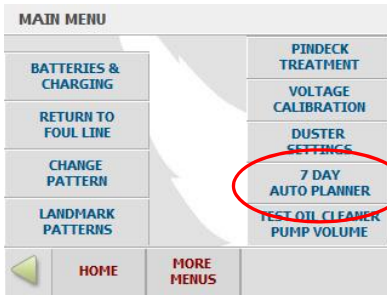 MAIN MENU
BATTERIES &
CHARGING
RETURN TO
FOUL LINE
CHANGE
PATTERN
LANDMARK
PATTERNS
PINDECK
TREATMENT
VOLTAGE
CALIBRATION
DUSTER
SETTINGS
7 DAY
AUTO PLANNER
TEST OIL CLEANER
PUMP VOLUME
HOME
MORE
MENUS